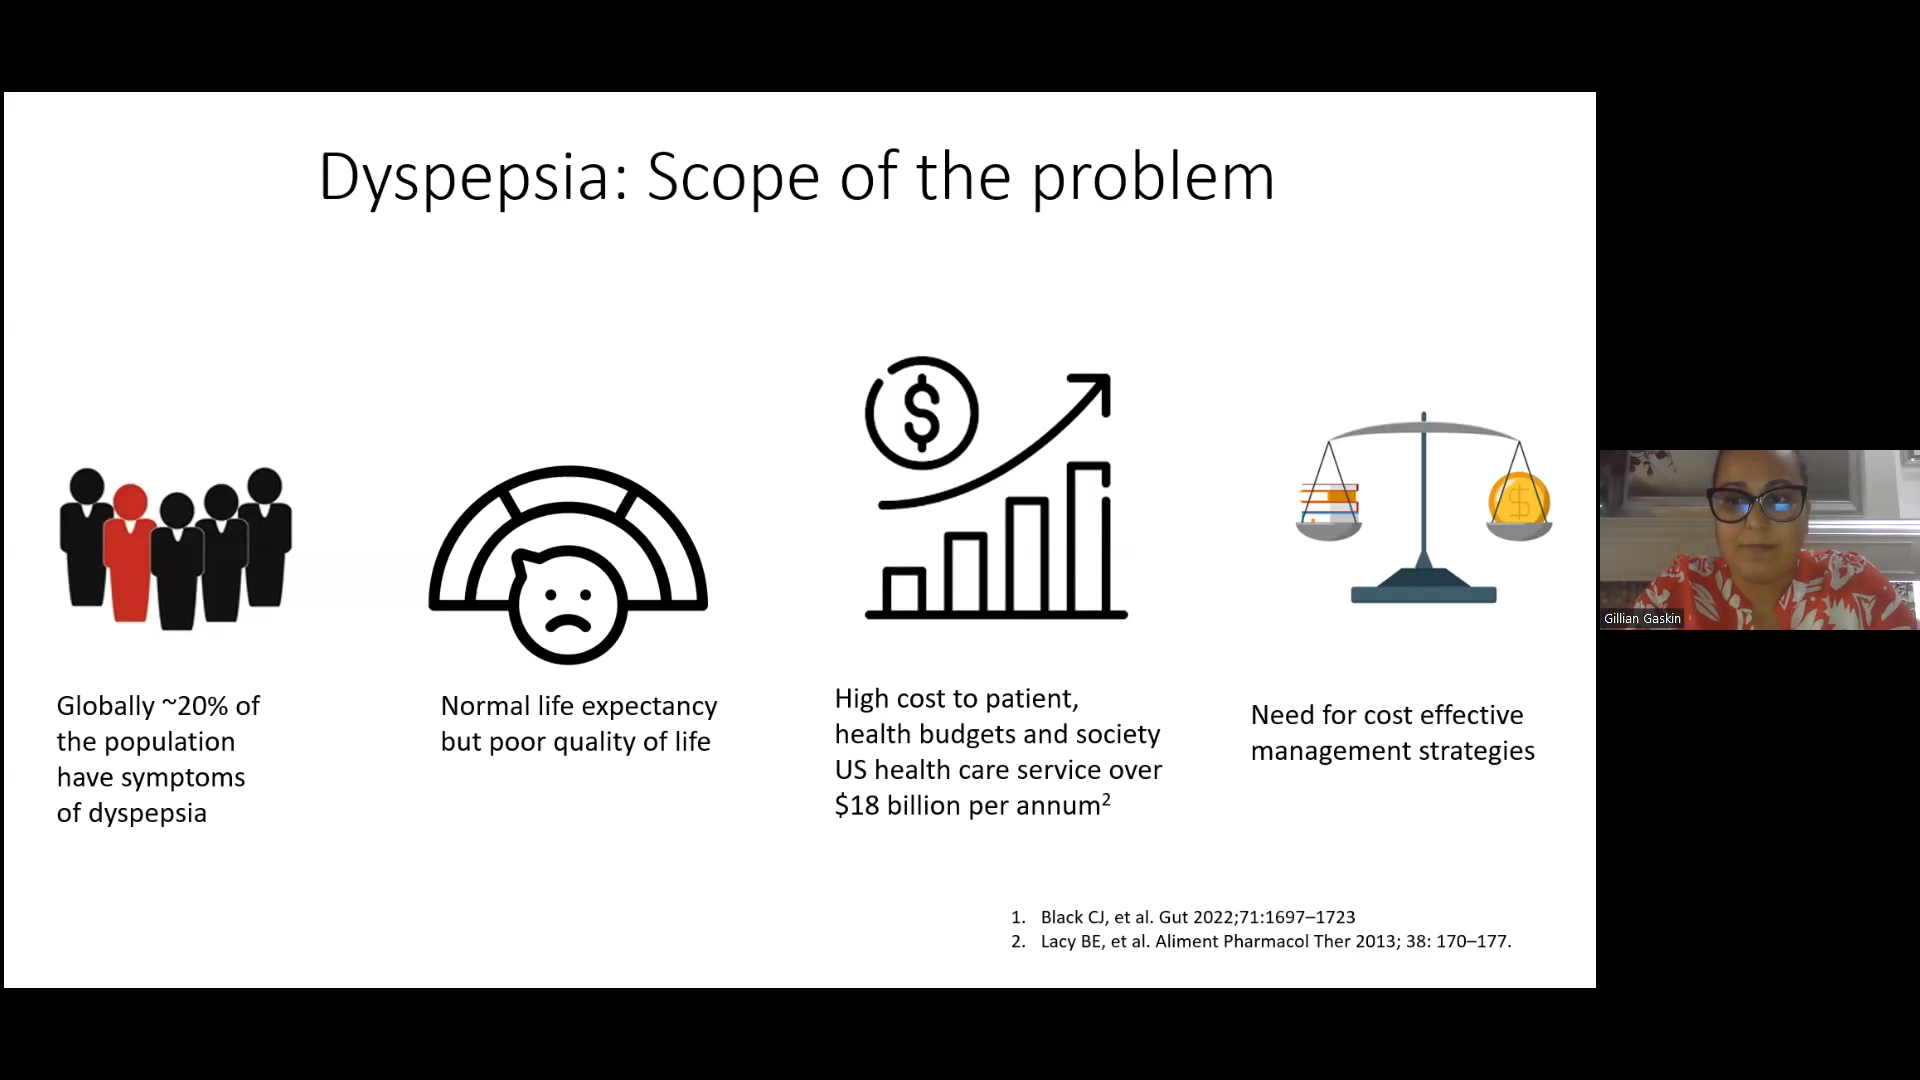 Dyspepsia: Scope of the problem
$
$
Globally ~20% of
the population
have symptoms
of dyspepsia
Normal life expectancy
but poor quality of life
High cost to patient,
health budgets and society
US health care service over
$18 billion per annum2
Need for cost effective
management strategies
1. Black CJ, et al. Gut 2022;71:1697–1723
2. Lacy BE, et al. Aliment Pharmacol Ther 2013; 38: 170–177.
Gillian Gaskin